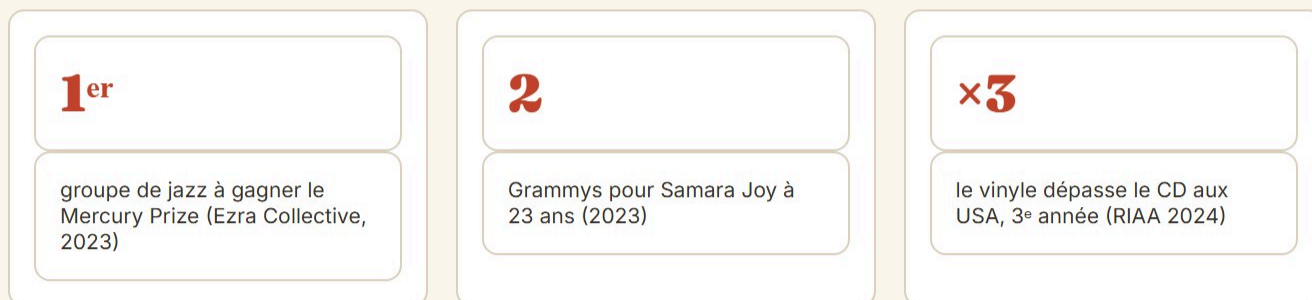 1er
groupe de jazz à gagner le
Mercury Prize (Ezra Collective,
2023)
2
Grammys pour Samara Joy à
23 ans (2023)
×3
le vinyle dépasse le CD aux
USA, 3ᵉ année (RIAA 2024)